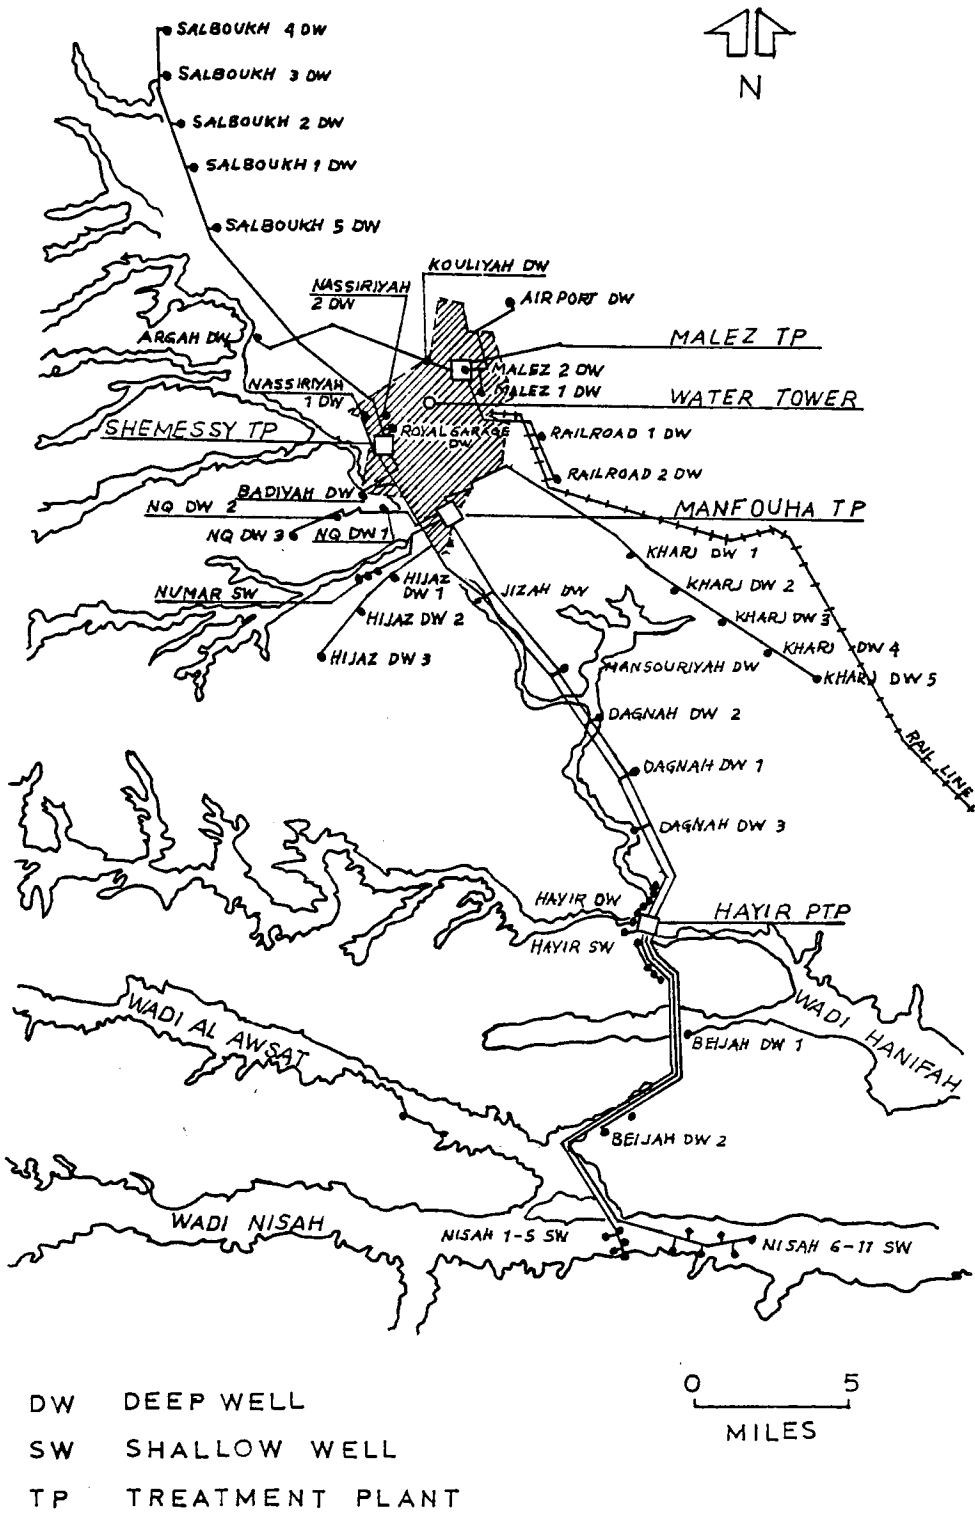 SALBOUKH 4 DW
N
SALBOUKH 3 DW
SALBOUKH 2 DW
SALBOUKH 1 DW
SALBOUKH 5 DW
KOULIYAH DW
NASSIRIYAH
2 DW
AIRPORT DW
ARGAH DW
MALEZ TP
MALEZ 2 DW
NASSIRIYAH
1 DW
MALEZ 1 DW
WATER TOWER
SHEMESSY TP
ROYAL GARAGE
DW
RAILROAD 1 DW
RAILROAD 2 DW
BADIYAH DW
NQ DW 2
MANFOUHA TP
NQ DW 3
NQ DW 1
KHARJ DW 1
NUMAR SW
HIJAZ
DW 1
JIZAH DW
KHARJ DW 2
HIJAZ DW 2
KHARJ DW 3
KHARJ DW 4
HIJAZ DW 3
MANSOURIYAH DW
KHARJ DW 5
DAGNAH DW 2
RAIL LINE
DAGNAH DW 1
DAGNAH DW 3
HAYIR DW
HAYIR PTP
HAYIR SW
WADI AL AWSAT
WADI HANIFAH
BEIJAH DW 1
BEIJAH DW 2
WADI NISAH
NISAH 1-5 SW
NISAH 6-11 SW
0 5
MILES
DW DEEP WELL
SW SHALLOW WELL
TP TREATMENT PLANT